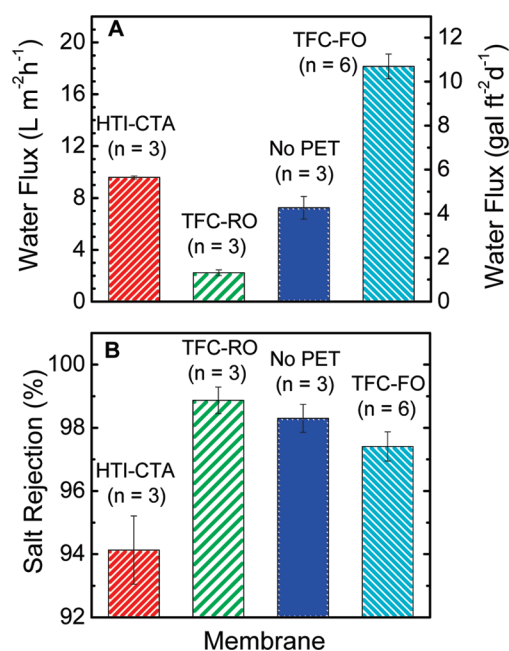 A
Water Flux (L m⁻²h⁻¹)
20
16
12
8
4
0
HTI-CTA
(n = 3)
TFC-RO
(n = 3)
No PET
(n = 3)
TFC-FO
(n = 6)
12
10
8
6
4
2
0
Water Flux (gal ft⁻²d⁻¹)
B
Salt Rejection (%)
100
98
96
94
92
HTI-CTA
(n = 3)
TFC-RO
(n = 3)
No PET
(n = 3)
TFC-FO
(n = 6)
Membrane